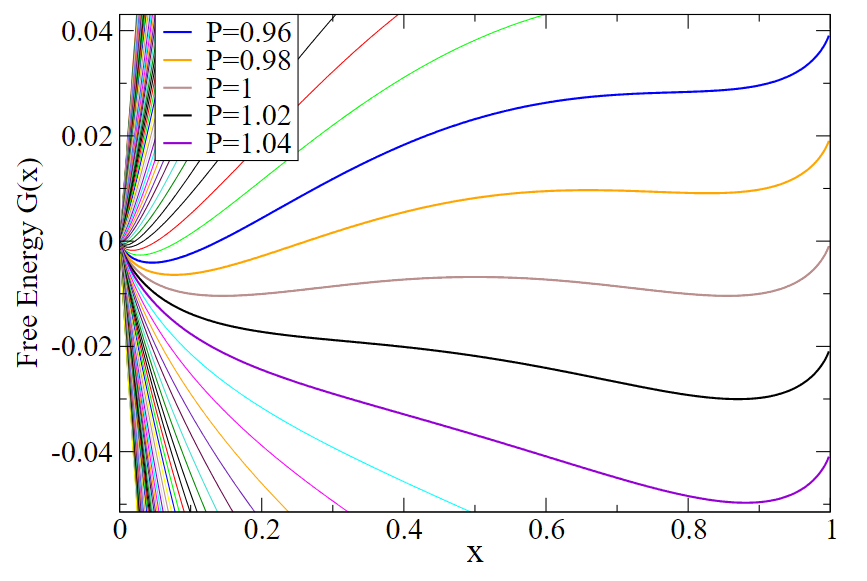 P=0.96
P=0.98
P=1
P=1.02
P=1.04
0.04
0.02
0
-0.02
-0.04
Free Energy G(x)
0 0.2 0.4 0.6 0.8 1
x